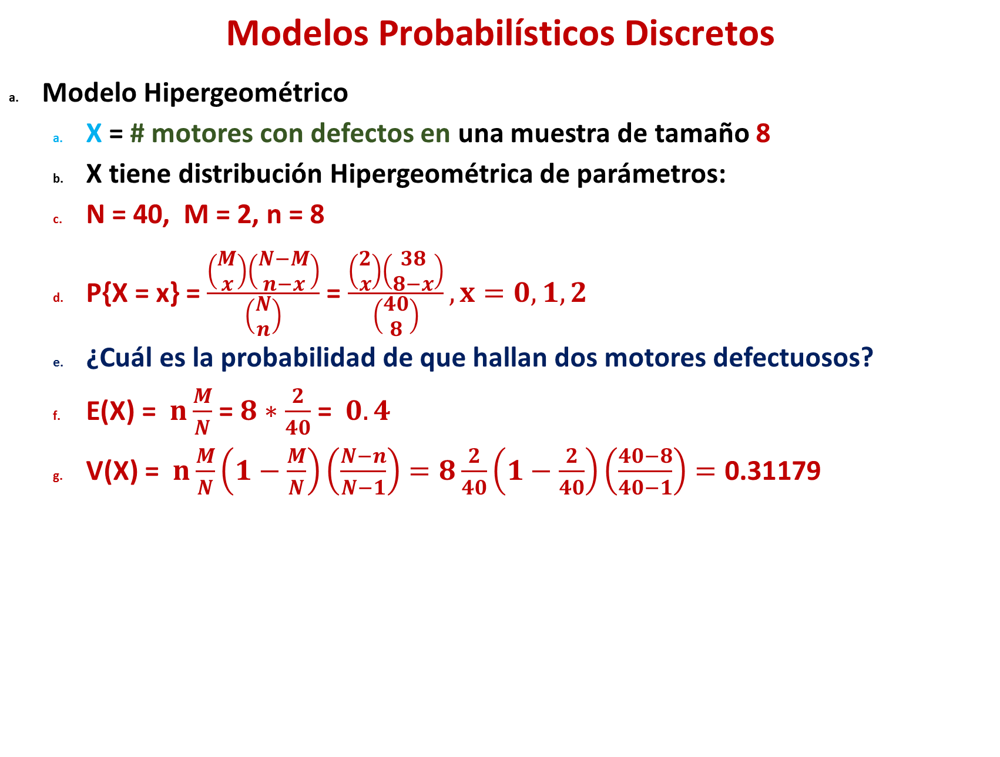 Modelos Probabilísticos Discretos
a. Modelo Hipergeométrico
a. X = # motores con defectos en una muestra de tamaño 8
b. X tiene distribución Hipergeométrica de parámetros:
c. N = 40, M = 2, n = 8
d. P{X = x} = \frac{\binom{M}{x}\binom{N-M}{n-x}}{\binom{N}{n}} = \frac{\binom{2}{x}\binom{38}{8-x}}{\binom{40}{8}}, x = 0, 1, 2
e. ¿Cuál es la probabilidad de que hallan dos motores defectuosos?
f. E(X) = n \frac{M}{N} = 8 * \frac{2}{40} = 0.4
g. V(X) = n \frac{M}{N} \left(1 - \frac{M}{N}\right) \left(\frac{N-n}{N-1}\right) = 8 \frac{2}{40} \left(1 - \frac{2}{40}\right) \left(\frac{40-8}{40-1}\right) = 0.31179